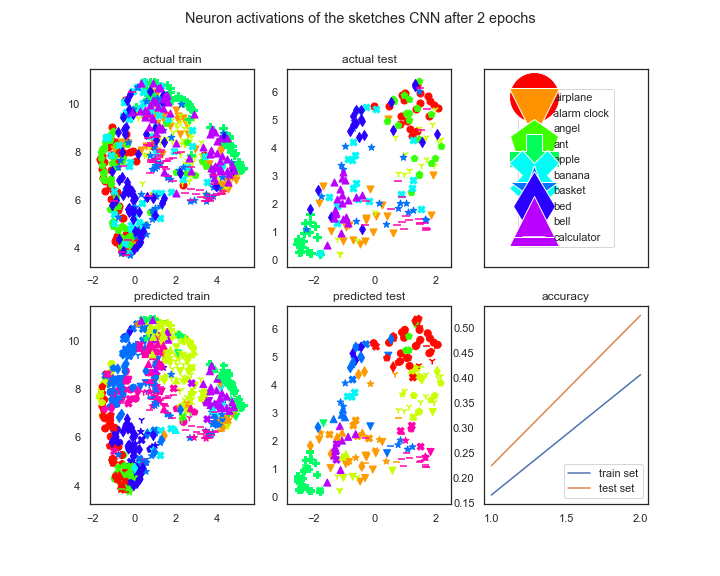 Neuron activations of the sketches CNN after 2 epochs
actual train
actual test
10
8
6
4
−2
0
2
4
6
5
4
3
2
1
0
−2
0
2
airplane
alarm clock
angel
ant
apple
banana
basket
bed
bell
calculator
predicted train
predicted test
accuracy
10
8
6
4
−2
0
2
4
6
5
4
3
2
1
0
−2
0
2
0.50
0.45
0.40
0.35
0.30
0.25
0.20
0.15
1.0
1.5
2.0
train set
test set